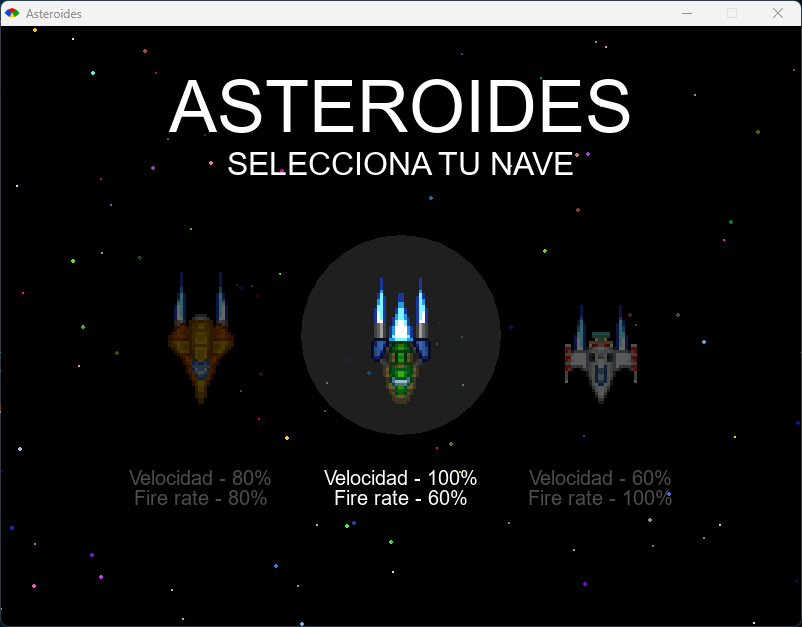 Asteroides
ASTEROIDES
SELECCIONA TU NAVE
Velocidad - 80%
Fire rate - 80%
Velocidad - 100%
Fire rate - 60%
Velocidad - 60%
Fire rate - 100%